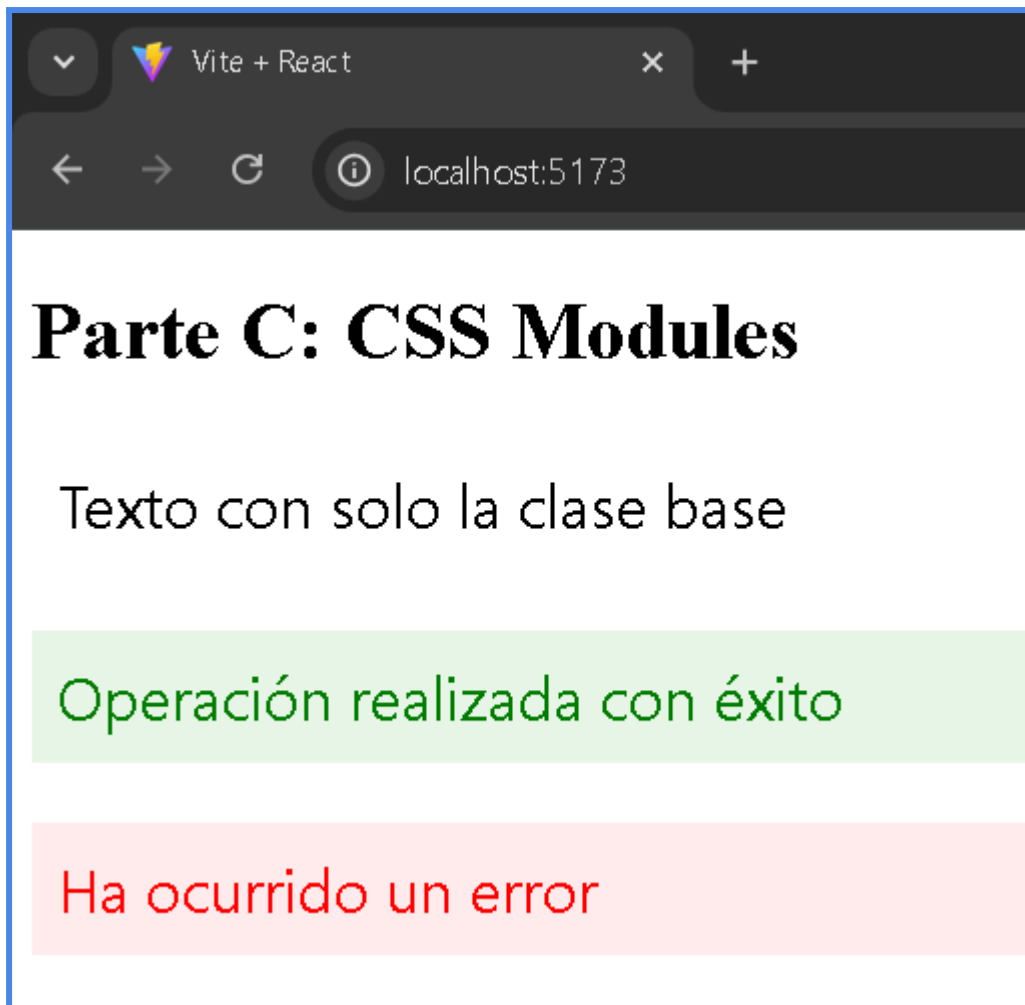 Vite + React
localhost:5173
Parte C: CSS Modules
Texto con solo la clase base
Operación realizada con éxito
Ha ocurrido un error